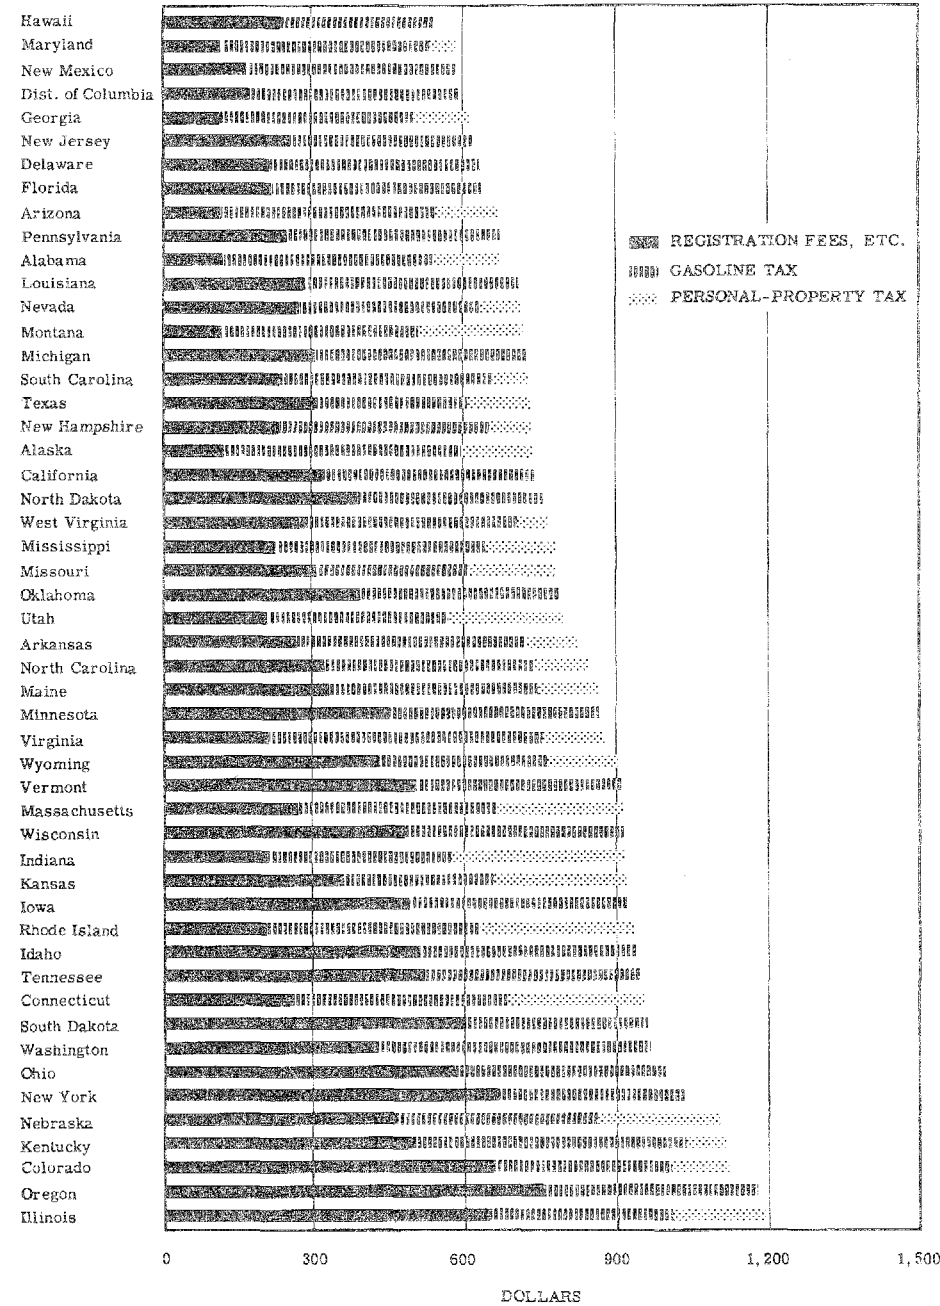 Hawaii
Maryland
New Mexico
Dist. of Columbia
Georgia
New Jersey
Delaware
Florida
Arizona
Pennsylvania
Alabama
Louisiana
Nevada
Montana
Michigan
South Carolina
Texas
New Hampshire
Alaska
California
North Dakota
West Virginia
Mississippi
Missouri
Oklahoma
Utah
Arkansas
North Carolina
Maine
Minnesota
Virginia
Wyoming
Vermont
Massachusetts
Wisconsin
Indiana
Kansas
Iowa
Rhode Island
Idaho
Tennessee
Connecticut
South Dakota
Washington
Ohio
New York
Nebraska
Kentucky
Colorado
Oregon
Illinois
REGISTRATION FEES, ETC.
GASOLINE TAX
PERSONAL-PROPERTY TAX
0 300 600 900 1,200 1,500
DOLLARS